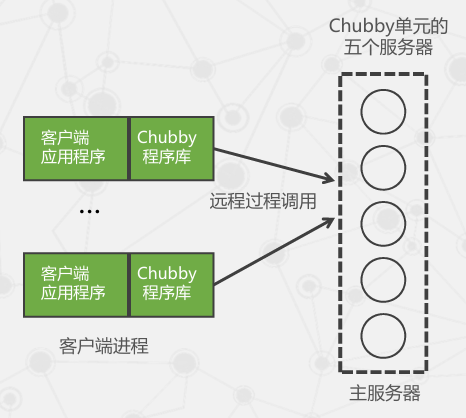 Chubby单元的
五个服务器
客户端
应用程序
Chubby
程序库
...
远程过程调用
客户端
应用程序
Chubby
程序库
客户端进程
主服务器